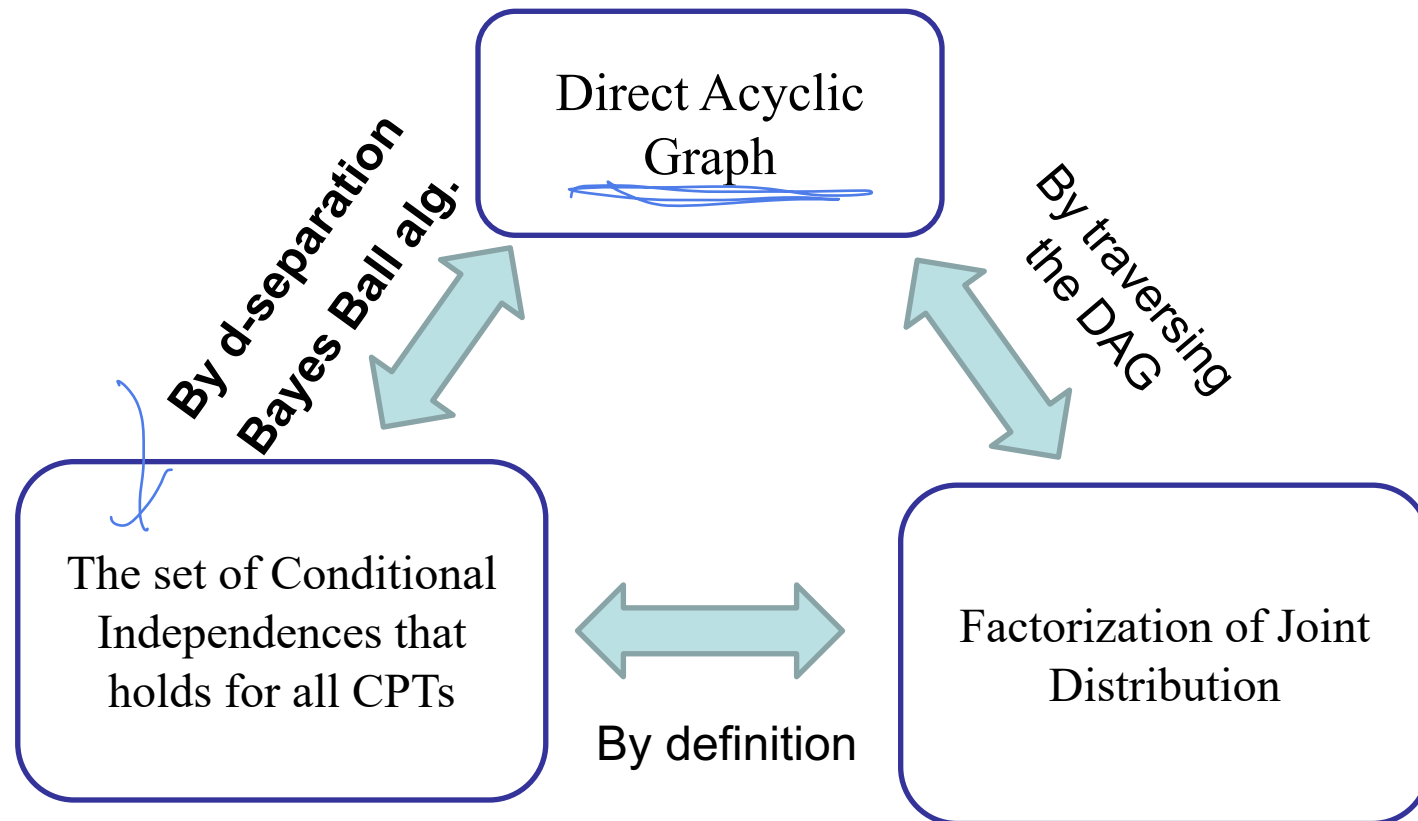 Direct Acyclic
Graph
By d-separation
Bayes Ball alg.
By traversing
the DAG
The set of Conditional
Independences that
holds for all CPTs
Factorization of Joint
Distribution
By definition